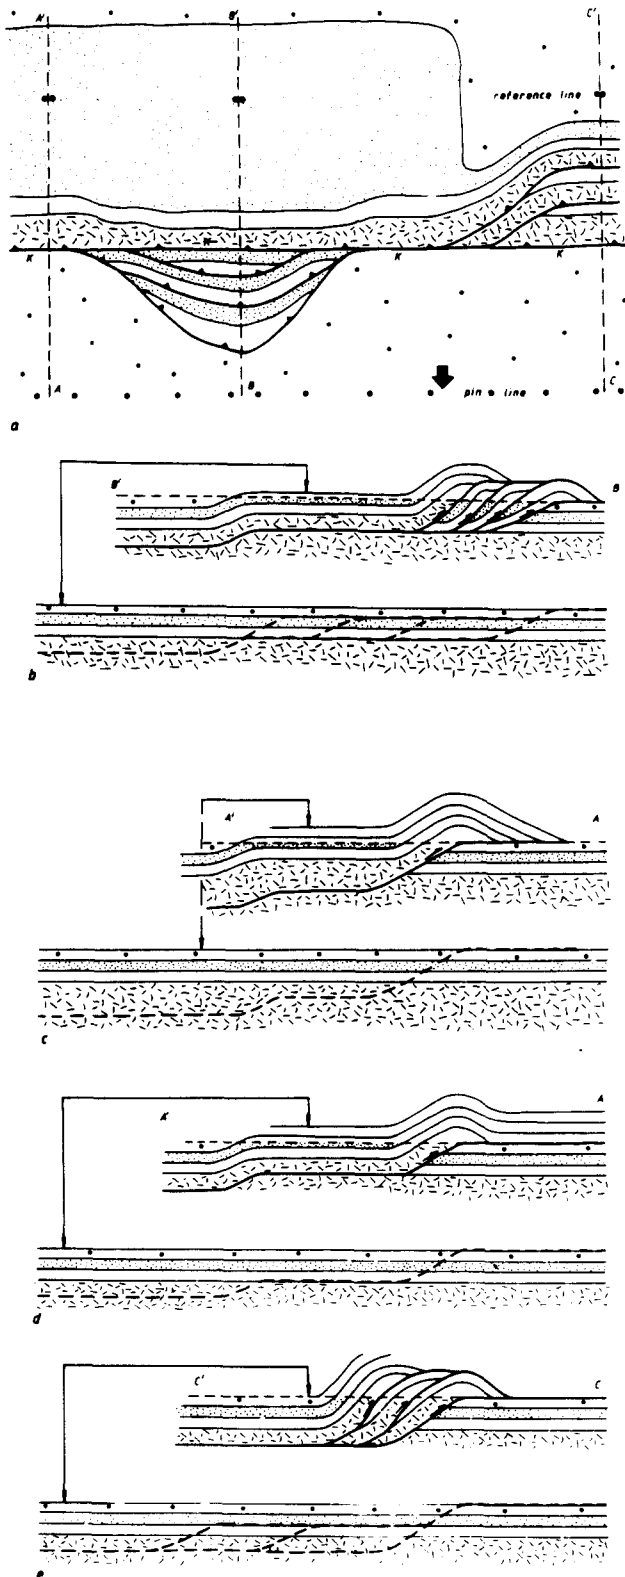 A' B' C'
reference line
K K K
A B C
pin line
a
B' B
b
A' A
c
A' A
d
C' C
e